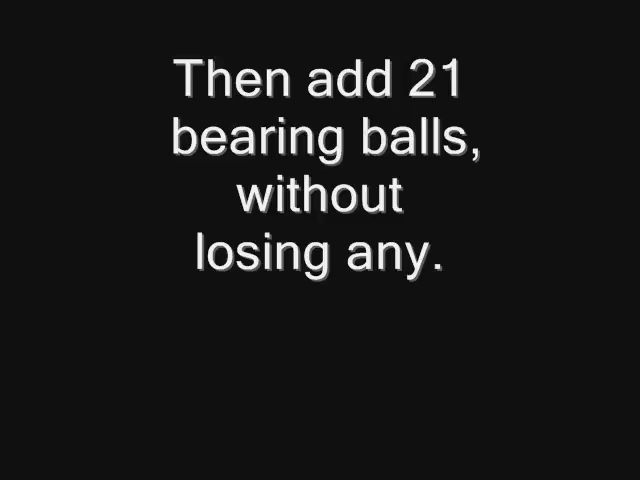 Then add 21
bearing balls,
without
losing any.